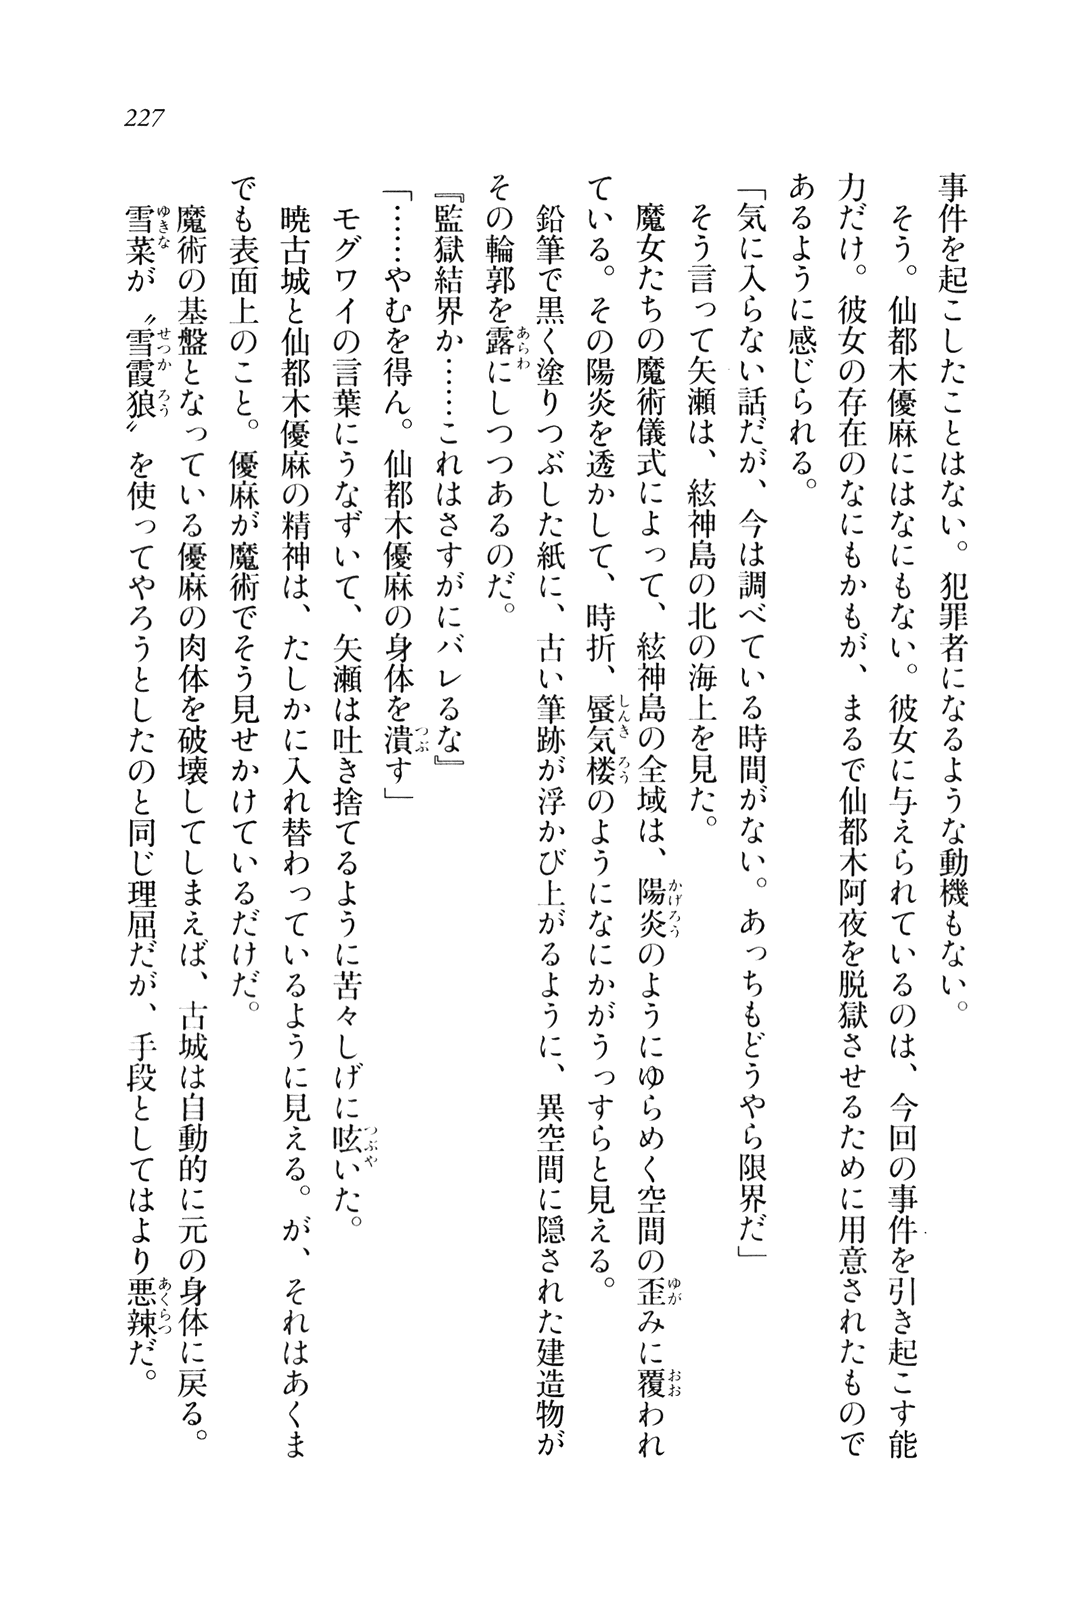 227
事件を起こしたことはない。犯罪者になるような動機もない。
そう。仙都木優麻にはなにもない。彼女に与えられているのは、今回の事件を引き起こす能
力だけ。彼女の存在のなにもかもが、まるで仙都木阿夜を脱獄させるために用意されたもので
あるように感じられる。
「気に入らない話だが、今は調べている時間がない。あっちもどうやら限界だ」
そう言って矢瀬は、絃神島の北の海上を見た。
魔女たちの魔術儀式によって、絃神島の全域は、陽炎のようにゆらめく空間の歪みに覆われ
ている。その陽炎を透かして、時折、蜃気楼のようになにかがうっすらと見える。
鉛筆で黒く塗りつぶした紙に、古い筆跡が浮かび上がるように、異空間に隠された建造物が
その輪郭を露にしつつあるのだ。
『監獄結界か……これはさすがにバレるな』
「……やむを得ん。仙都木優麻の身体を潰す」
モグワイの言葉にうなずいて、矢瀬は吐き捨てるように苦々しげに呟いた。
暁古城と仙都木優麻の精神は、たしかに入れ替わっているように見える。が、それはあくま
でも表面上のこと。優麻が魔術でそう見せかけているだけだ。
魔術の基盤となっている優麻の肉体を破壊してしまえば、古城は自動的に元の身体に戻る。
雪菜が〝雪霞狼〟を使ってやろうとしたのと同じ理屈だが、手段としてはより悪辣だ。